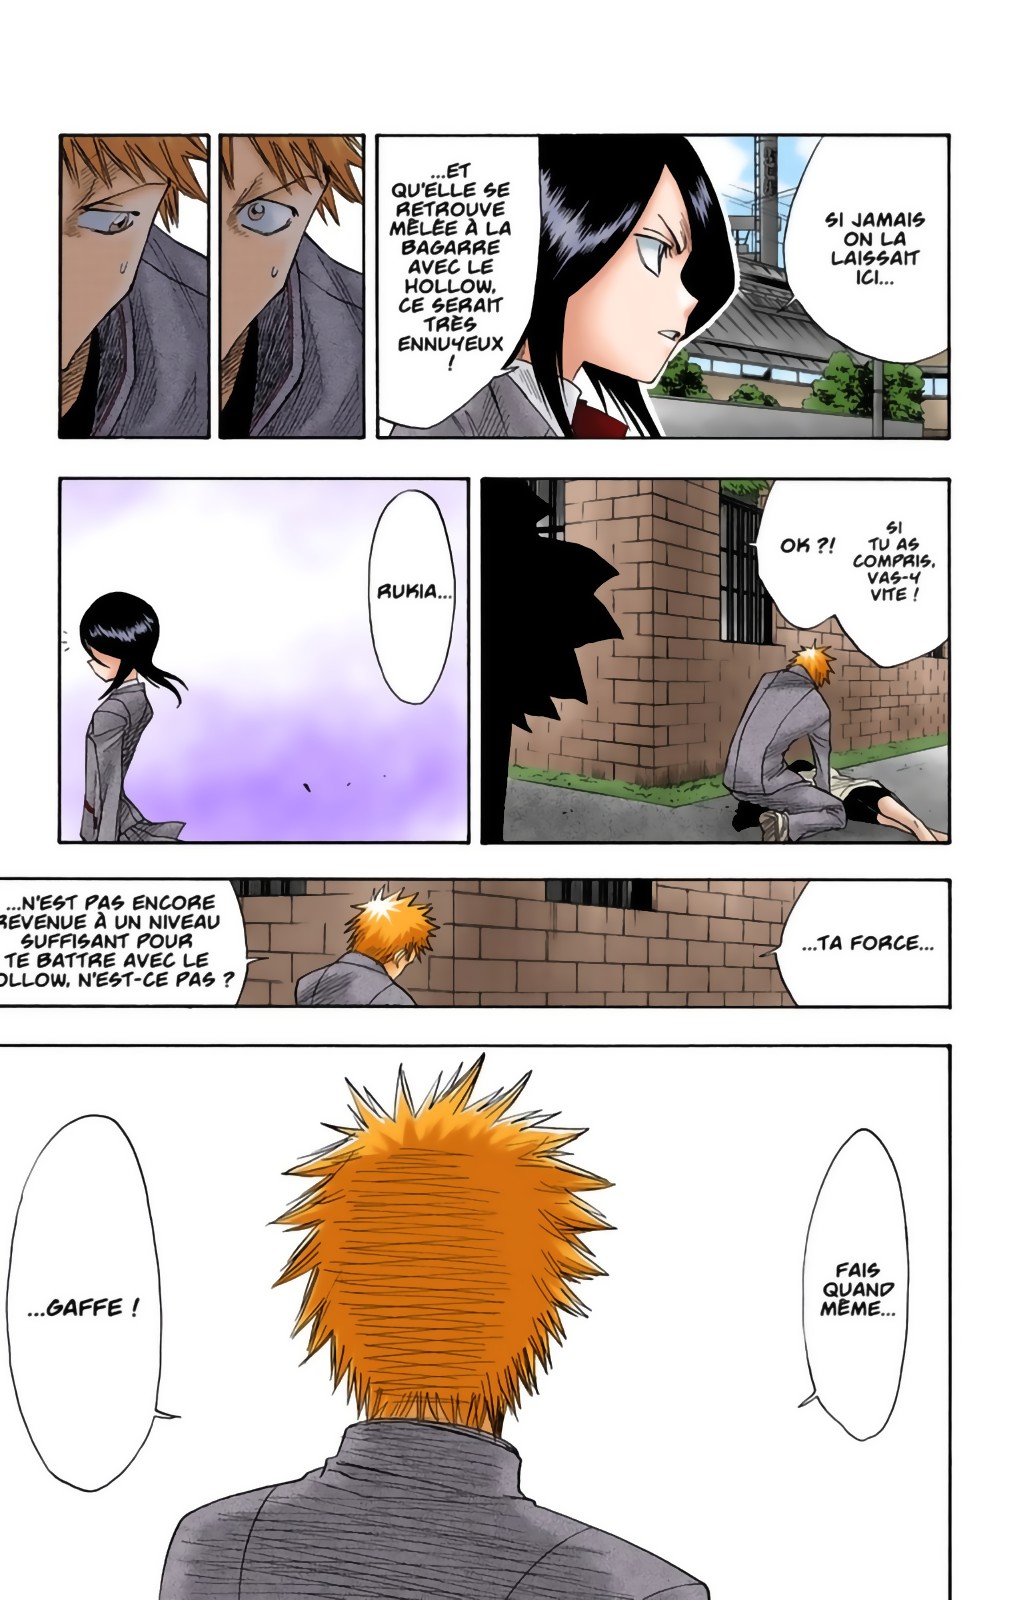 SI JAMAIS
ON LA
LAISSAIT
ICI...
...ET
QU'ELLE SE
RETROUVE
MÊLÉE À LA
BAGARRE
AVEC LE
HOLLOW,
CE SERAIT
TRÈS
ENNUYEUX
!
SI
TU AS
COMPRIS,
VAS-Y
VITE !
OK ?!
RUKIA...
...TA FORCE...
...N'EST PAS ENCORE
REVENUE À UN NIVEAU
SUFFISANT POUR
TE BATTRE AVEC LE
OLLOW, N'EST-CE PAS ?
FAIS
QUAND
MÊME...
...GAFFE !